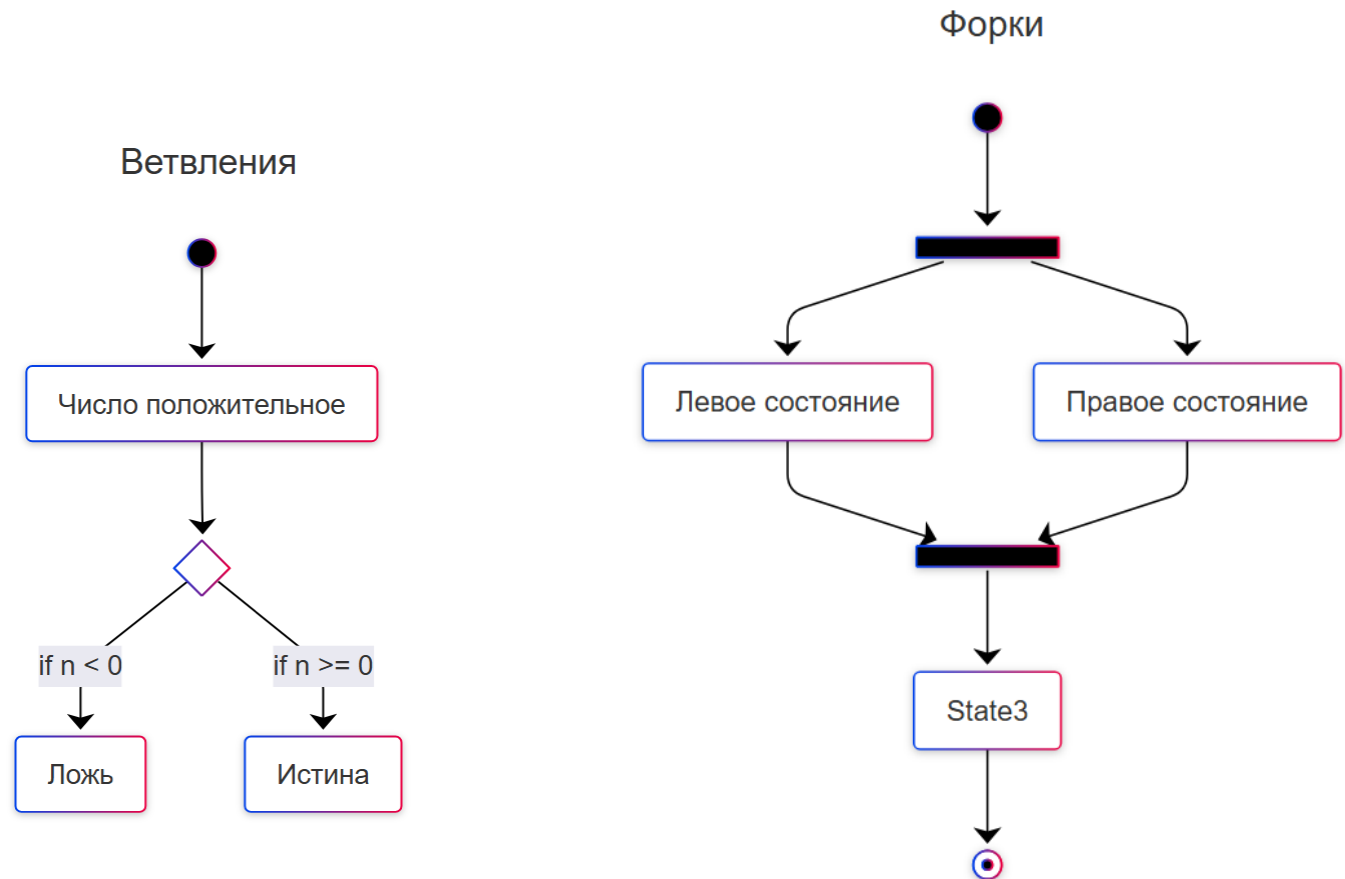 Ветвления
Число положительное
if n < 0
if n >= 0
Ложь
Истина
Форки
Левое состояние
Правое состояние
State3